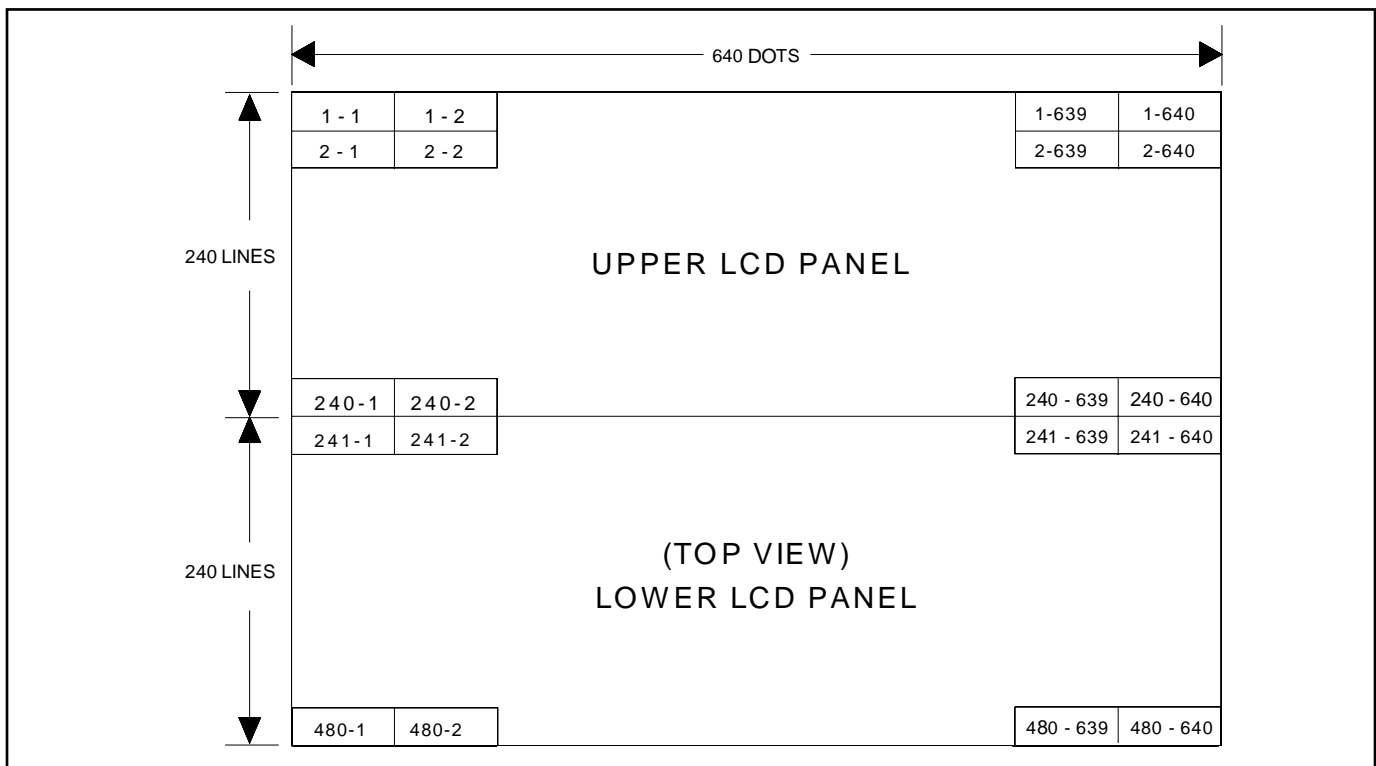 640 DOTS
1 - 1 1 - 2 1-639 1-640
2 - 1 2 - 2 2-639 2-640
240 LINES
UPPER LCD PANEL
240-1 240-2 240 - 639 240 - 640
241-1 241-2 241 - 639 241 - 640
(TOP VIEW)
240 LINES
LOWER LCD PANEL
480-1 480-2 480 - 639 480 - 640